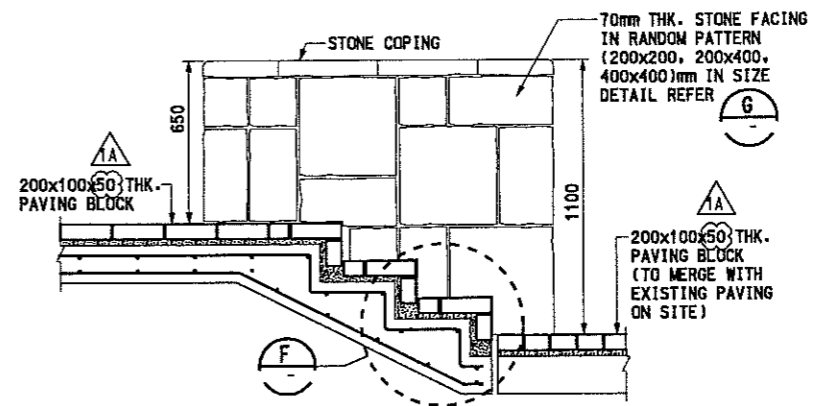 STONE COPING
70mm THK. STONE FACING
IN RANDOM PATTERN
(200x200, 200x400,
400x400)mm IN SIZE
DETAIL REFER
G
-
650
1A
200x100x50 THK.
PAVING BLOCK
1100
1A
200x100x50 THK.
PAVING BLOCK
(TO MERGE WITH
EXISTING PAVING
ON SITE)
F
-